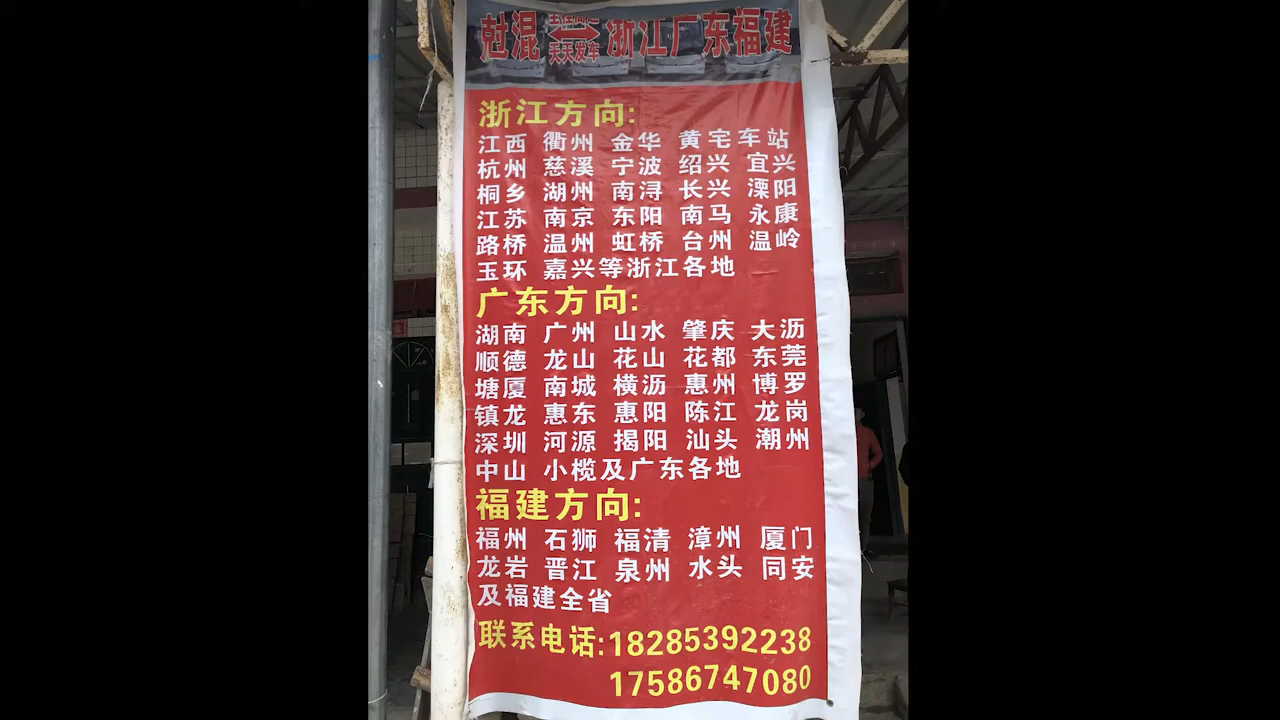 尅混 天天发车 浙江广东福建
浙江方向:
江西 衢州 金华 黄宅车站
杭州 慈溪 宁波 绍兴 宜兴
桐乡 湖州 南浔 长兴 溧阳
江苏 南京 东阳 南马 永康
路桥 温州 虹桥 台州 温岭
玉环 嘉兴等浙江各地
广东方向:
湖南 广州 山水 肇庆 大沥
顺德 龙山 花山 花都 东莞
塘厦 南城 横沥 惠州 博罗
镇龙 惠东 惠阳 陈江 龙岗
深圳 河源 揭阳 汕头 潮州
中山 小榄及广东各地
福建方向:
福州 石狮 福清 漳州 厦门
龙岩 晋江 泉州 水头 同安
及福建全省
联系电话:18285392238
17586747080